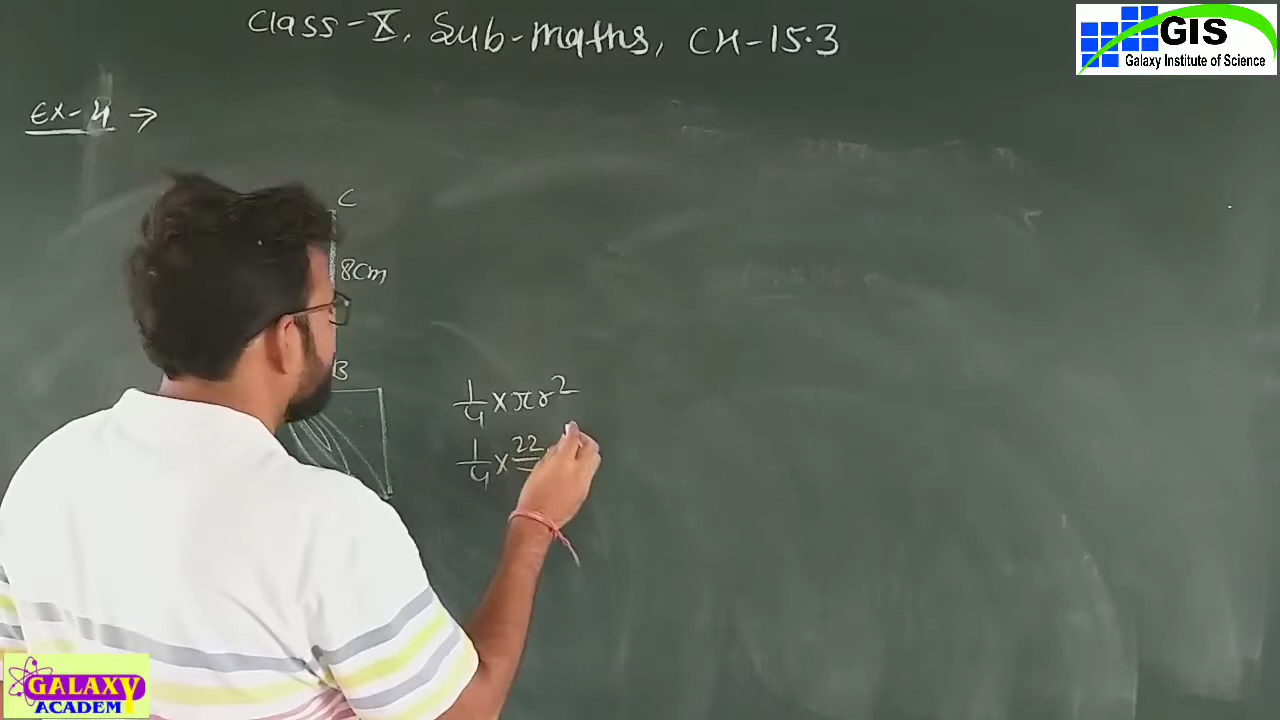 Class-X, Sub-maths, CH-15.3
GIS
Galaxy Institute of Science
Ex-4 →
C
8cm
B
1/4 × πr²
1/4 × 22
GALAXY
ACADEM